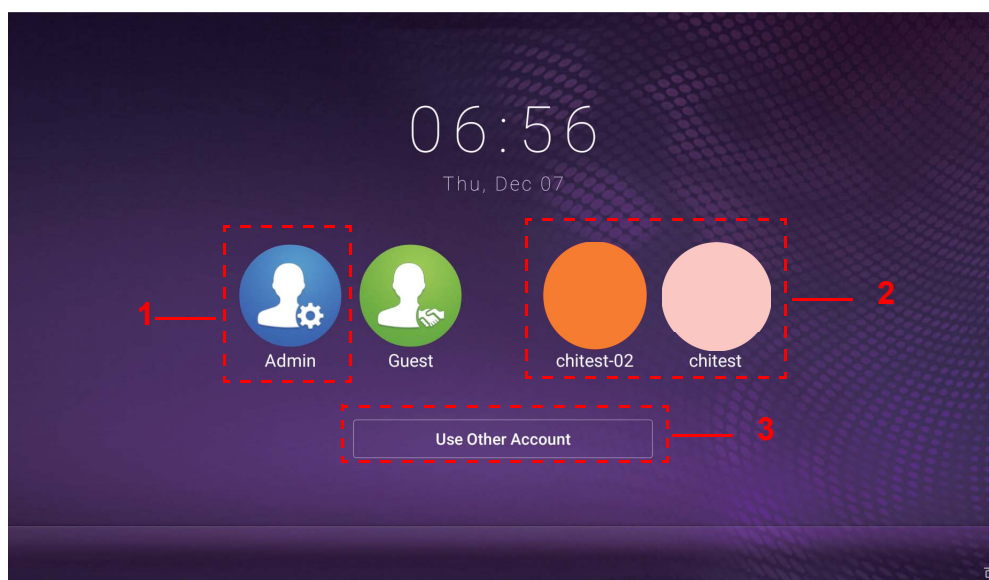 06:56
Thu, Dec 07
1
2
Admin
Guest
chitest-02
chitest
Use Other Account
3